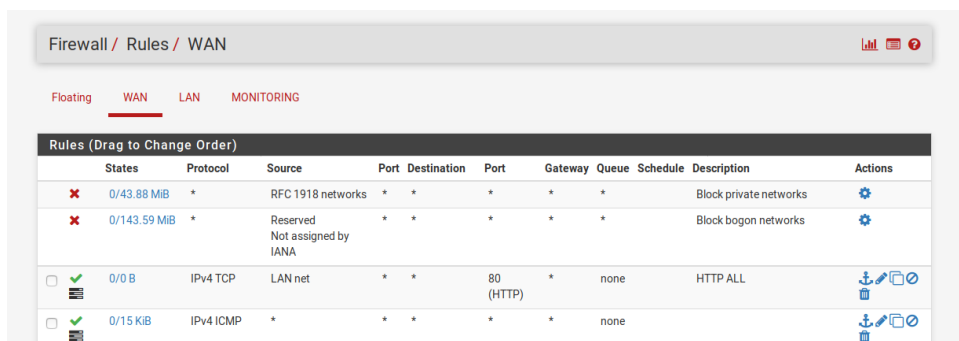 Firewall / Rules / WAN
Floating WAN LAN MONITORING
Rules (Drag to Change Order)
States Protocol Source Port Destination Port Gateway Queue Schedule Description Actions
0/43.88 MiB * RFC 1918 networks * * * * * Block private networks
0/143.59 MiB * Reserved * * * * * Block bogon networks
Not assigned by
IANA
0/0 B IPv4 TCP LAN net * * 80 * none HTTP ALL
(HTTP)
0/15 KiB IPv4 ICMP * * * * * none